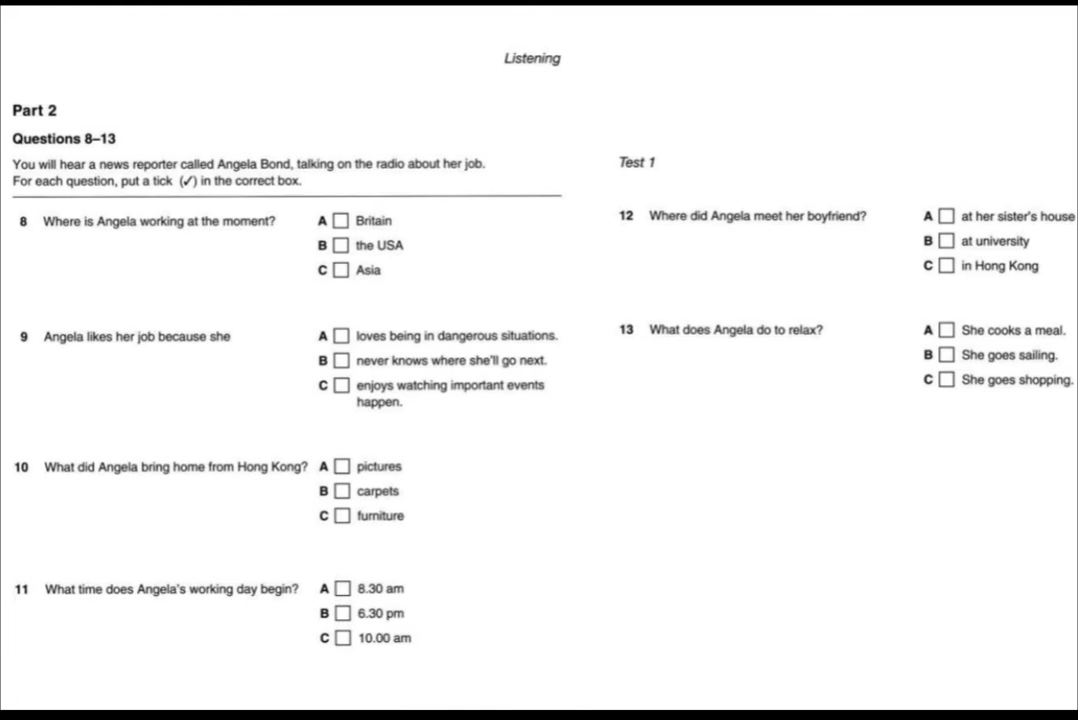 Listening
Part 2
Questions 8–13
You will hear a news reporter called Angela Bond, talking on the radio about her job.
For each question, put a tick (✓) in the correct box.
8 Where is Angela working at the moment?
A Britain
B the USA
C Asia
9 Angela likes her job because she
A loves being in dangerous situations.
B never knows where she'll go next.
C enjoys watching important events
happen.
10 What did Angela bring home from Hong Kong?
A pictures
B carpets
C furniture
11 What time does Angela's working day begin?
A 8.30 am
B 6.30 pm
C 10.00 am
Test 1
12 Where did Angela meet her boyfriend?
A at her sister's house
B at university
C in Hong Kong
13 What does Angela do to relax?
A She cooks a meal.
B She goes sailing.
C She goes shopping.